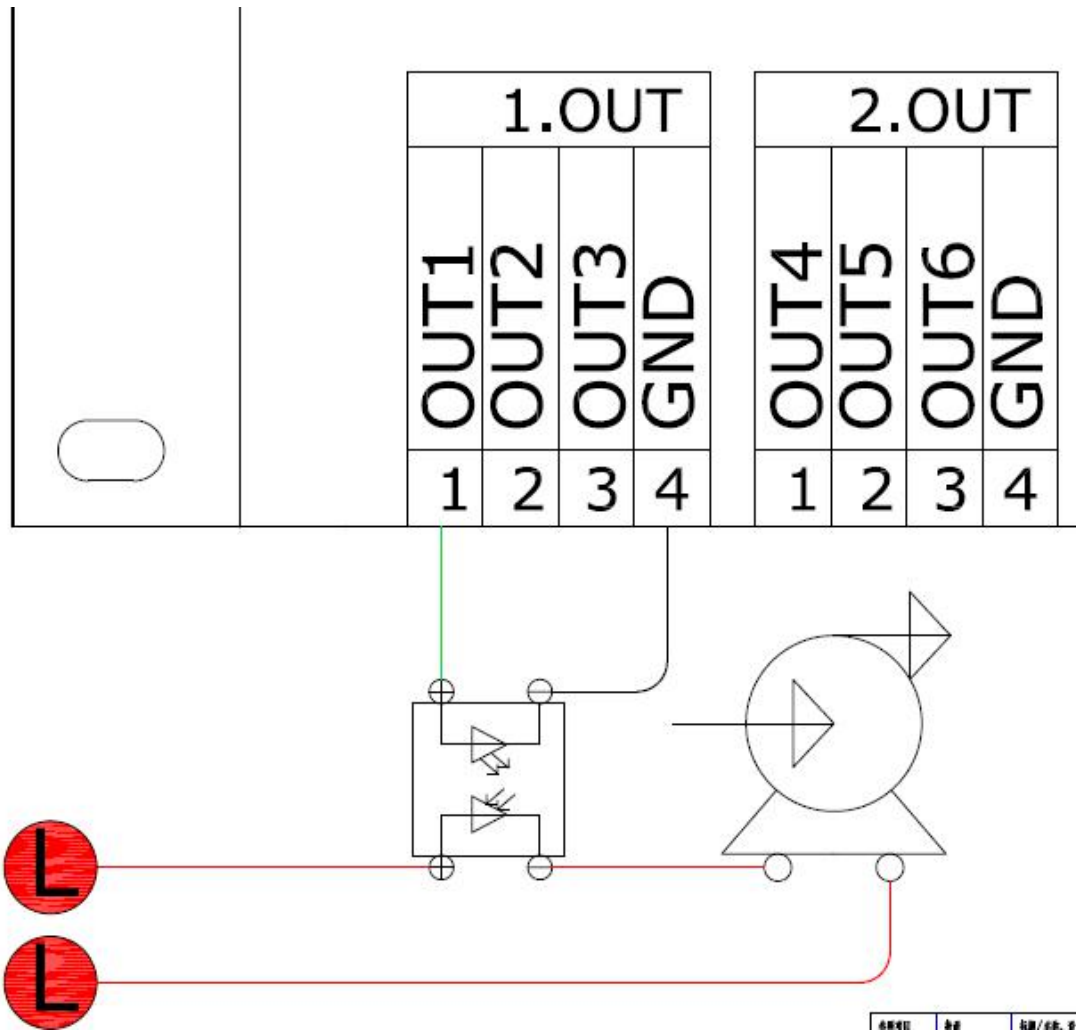 1.OUT 2.OUT
OUT1 OUT2 OUT3 GND OUT4 OUT5 OUT6 GND
1 2 3 4 1 2 3 4
L
L